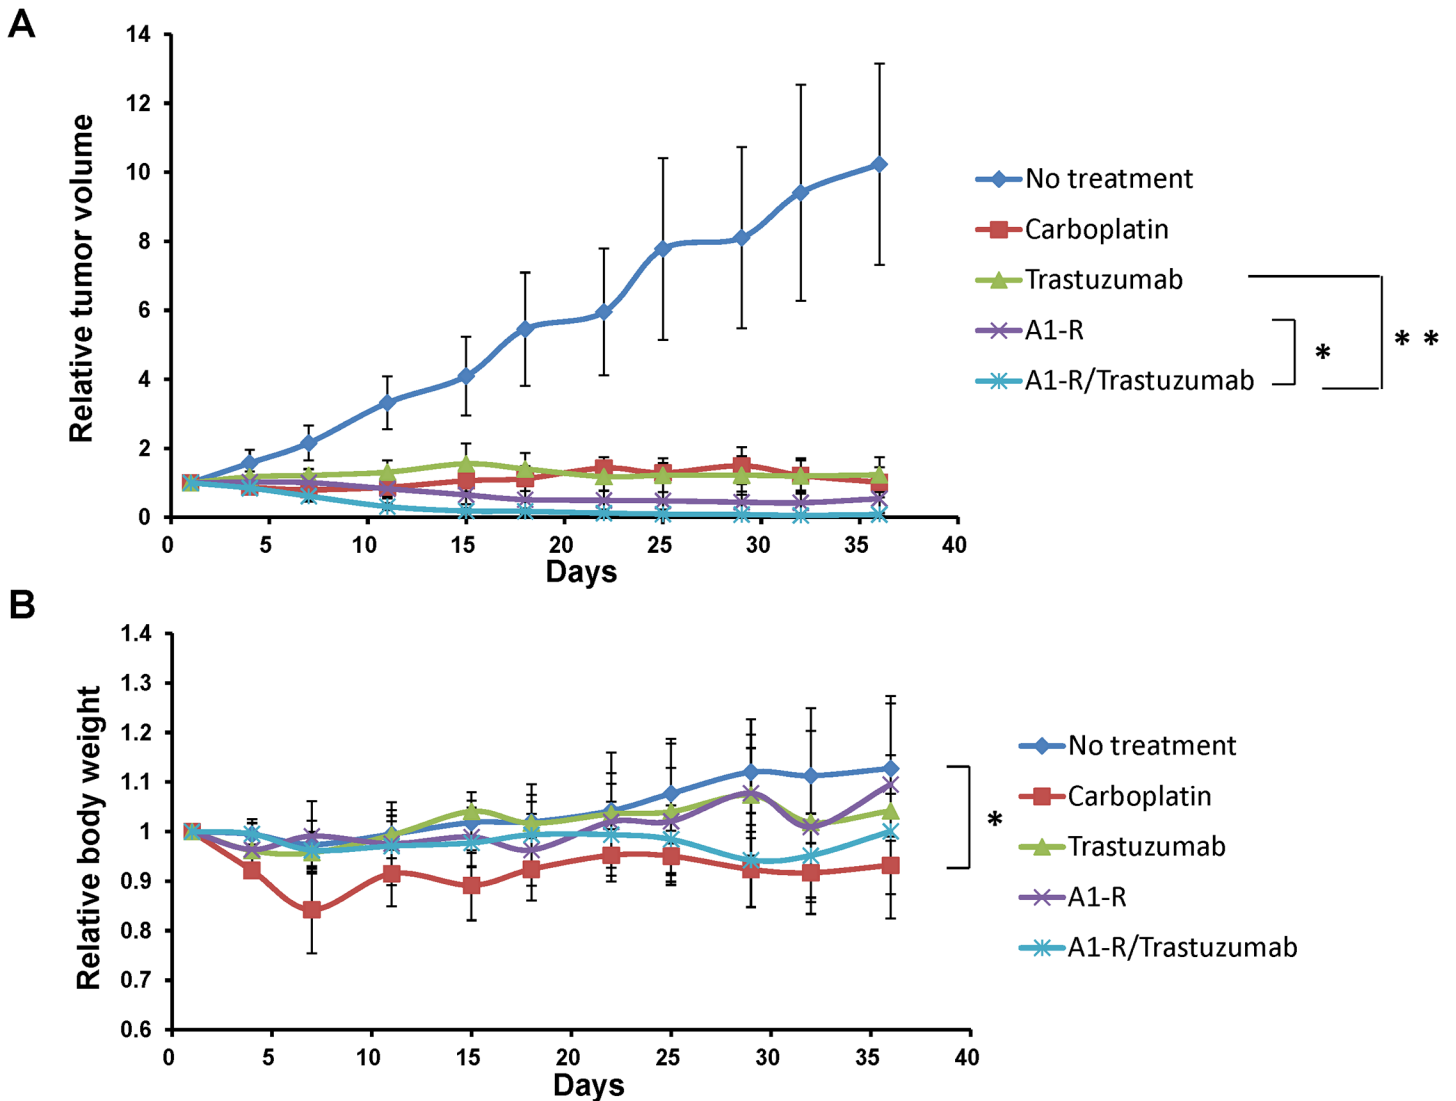 A
14
12
10
8
6
4
2
0
Relative tumor volume
0 5 10 15 20 25 30 35 40
Days
No treatment
Carboplatin
Trastuzumab
A1-R
A1-R/Trastuzumab
*
* *
B
1.4
1.3
1.2
1.1
1
0.9
0.8
0.7
0.6
Relative body weight
0 5 10 15 20 25 30 35 40
Days
No treatment
Carboplatin
Trastuzumab
A1-R
A1-R/Trastuzumab
*